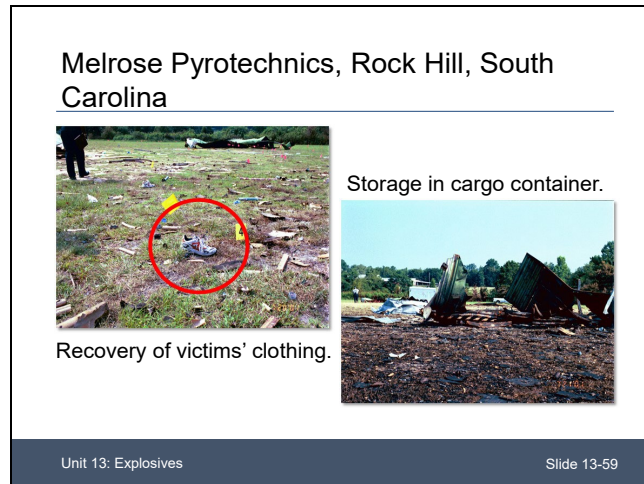 Melrose Pyrotechnics, Rock Hill, South
Carolina
Storage in cargo container.
Recovery of victims’ clothing.
Unit 13: Explosives
Slide 13-59